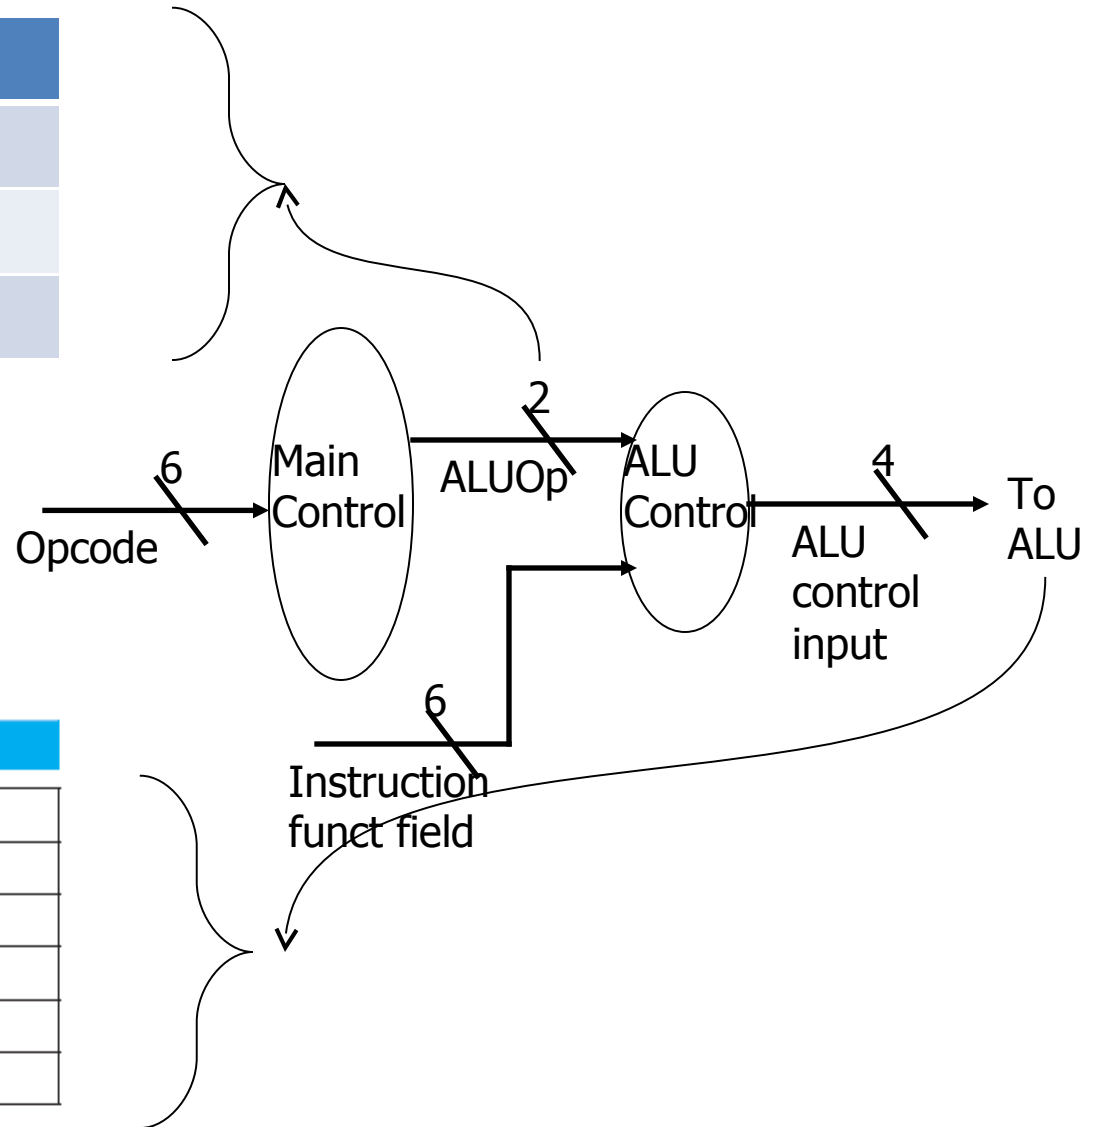 2
6
Main
Control
ALUOp
ALU
Control
4
To
ALU
Opcode
ALU
control
input
6
Instruction
funct field